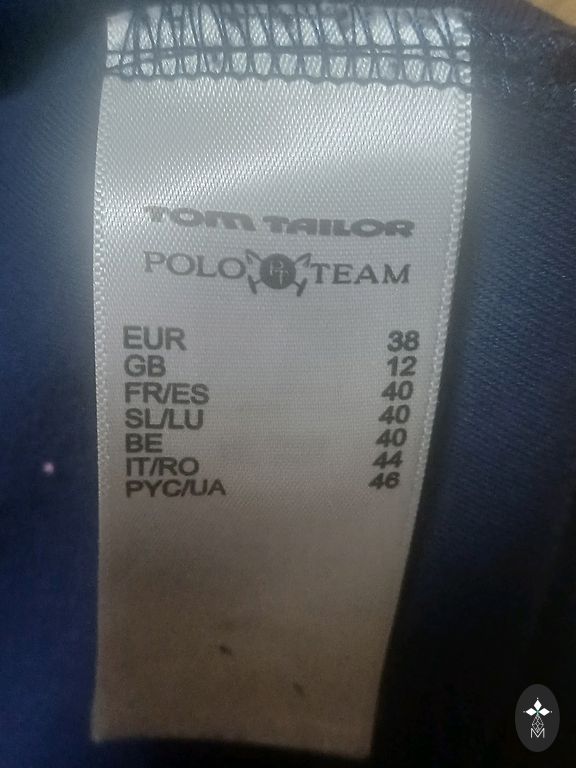 TOM TAILOR
POLO PT TEAM
EUR 38
GB 12
FR/ES 40
SL/LU 40
BE 40
IT/RO 44
PYC/UA 46
M